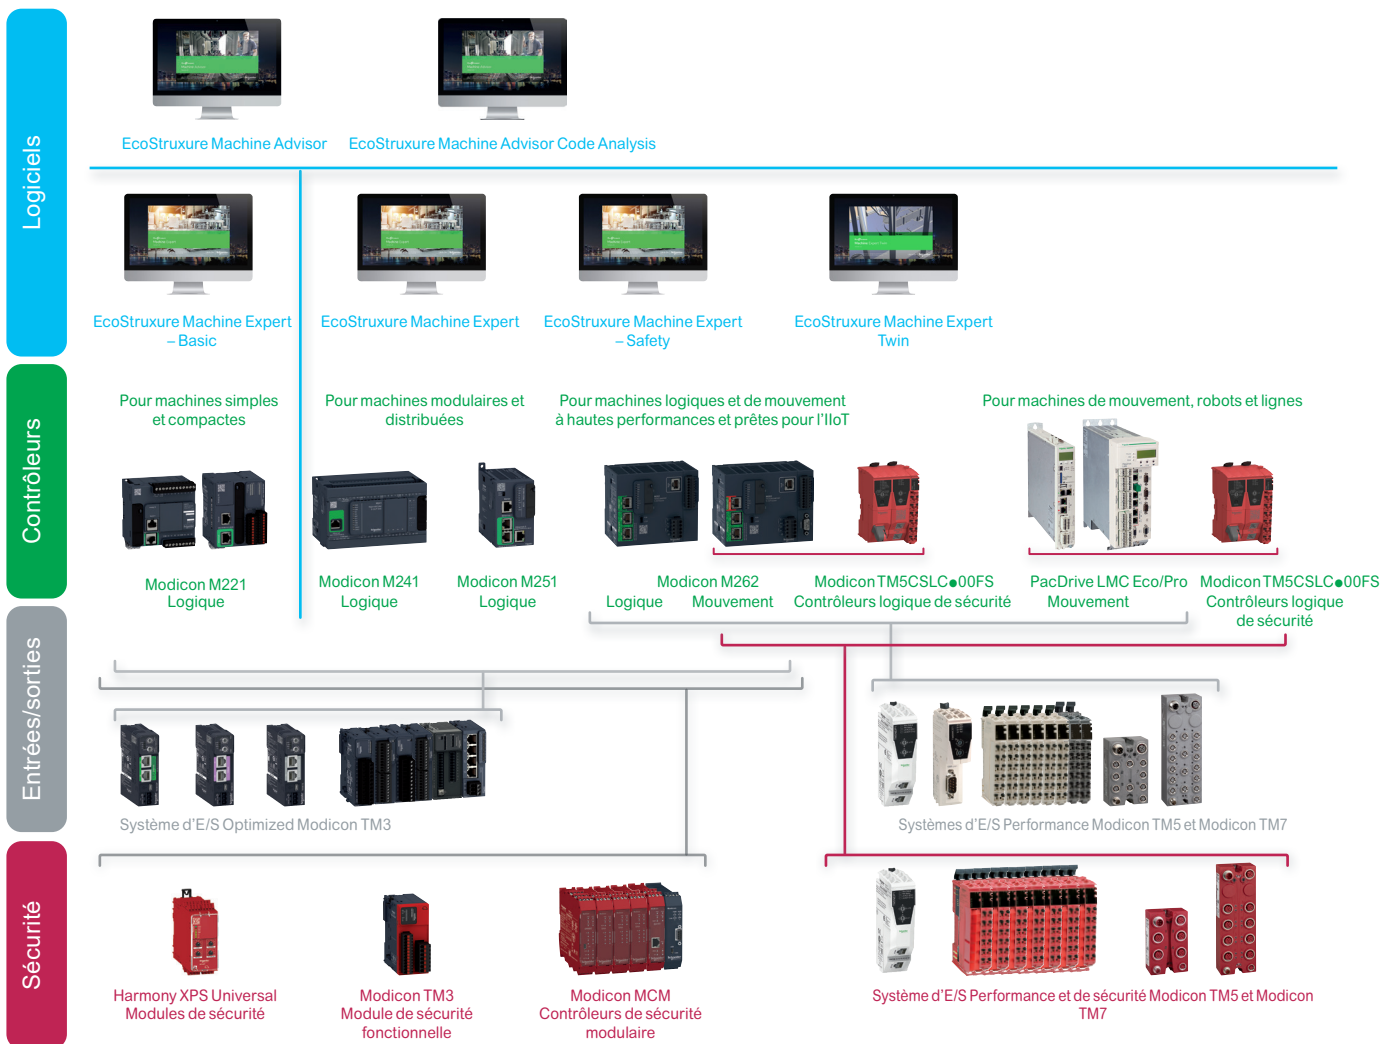 Logiciels
EcoStruxure Machine Advisor
EcoStruxure Machine Advisor Code Analysis
EcoStruxure Machine Expert
– Basic
EcoStruxure Machine Expert
EcoStruxure Machine Expert
– Safety
EcoStruxure Machine Expert
Twin
Contrôleurs
Pour machines simples
et compactes
Pour machines modulaires et
distribuées
Pour machines logiques et de mouvement
à hautes performances et prêtes pour l'IIoT
Pour machines de mouvement, robots et lignes
Modicon M221
Logique
Modicon M241
Logique
Modicon M251
Logique
Modicon M262
Logique
Mouvement
Modicon TM5CSLC●00FS
Contrôleurs logique de sécurité
PacDrive LMC Eco/Pro
Mouvement
Modicon TM5CSLC●00FS
Contrôleurs logique
de sécurité
Entrées/sorties
Système d'E/S Optimized Modicon TM3
Systèmes d'E/S Performance Modicon TM5 et Modicon TM7
Sécurité
Harmony XPS Universal
Modules de sécurité
Modicon TM3
Module de sécurité
fonctionnelle
Modicon MCM
Contrôleurs de sécurité
modulaire
Système d'E/S Performance et de sécurité Modicon TM5 et Modicon
TM7